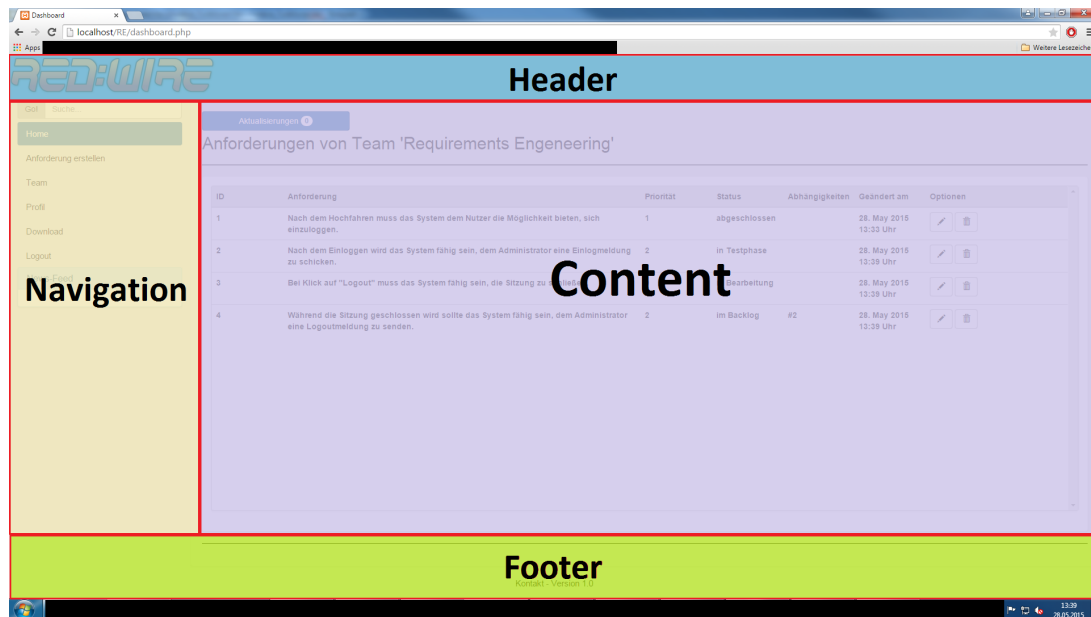 Dashboard
localhost/RE/dashboard.php
Apps
Weitere Lesezeiche
RED:WIRE
Header
Go! Suche
Home
Anforderung erstellen
Team
Profil
Download
Logout
Navigation
Aktualisierungen 0
Anforderungen von Team 'Requirements Engeneering'
ID Anforderung Priorität Status Abhängigkeiten Geändert am Optionen
1 Nach dem Hochfahren muss das System dem Nutzer die Möglichkeit bieten, sich 1 abgeschlossen 28. May 2015
einzuloggen. 13:33 Uhr
2 Nach dem Einloggen wird das System fähig sein, dem Administrator eine Einlogmeldung 2 in Testphase 28. May 2015
zu schicken. 13:39 Uhr
3 Bei Klick auf "Logout" muss das System fähig sein, die Sitzung zu Bearbeitung 28. May 2015
13:39 Uhr
Content
4 Während die Sitzung geschlossen wird sollte das System fähig sein, dem Administrator 2 im Backlog #2 28. May 2015
eine Logoutmeldung zu senden. 13:39 Uhr
Footer
Kontakt - Version 1.0
13:39
28.05.2015